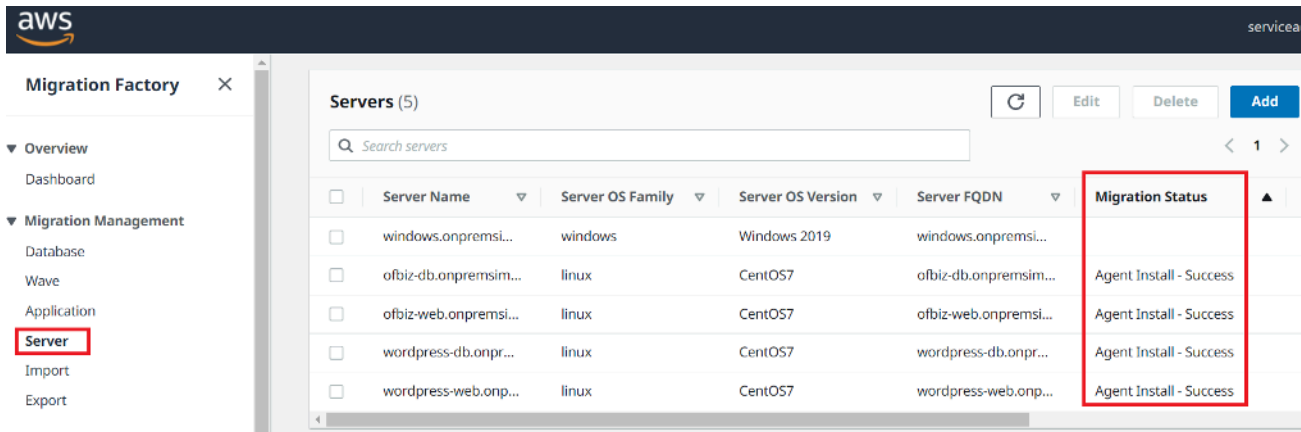 aws
servicea
Migration Factory
Overview
Dashboard
Migration Management
Database
Wave
Application
Server
Import
Export
Servers (5)
Edit Delete Add
Search servers
1
Server Name Server OS Family Server OS Version Server FQDN Migration Status
windows.onpremsi... windows Windows 2019 windows.onpremsi...
ofbiz-db.onpremsim... linux CentOS7 ofbiz-db.onpremsim... Agent Install - Success
ofbiz-web.onpremsi... linux CentOS7 ofbiz-web.onpremsi... Agent Install - Success
wordpress-db.onpr... linux CentOS7 wordpress-db.onpr... Agent Install - Success
wordpress-web.onp... linux CentOS7 wordpress-web.onp... Agent Install - Success